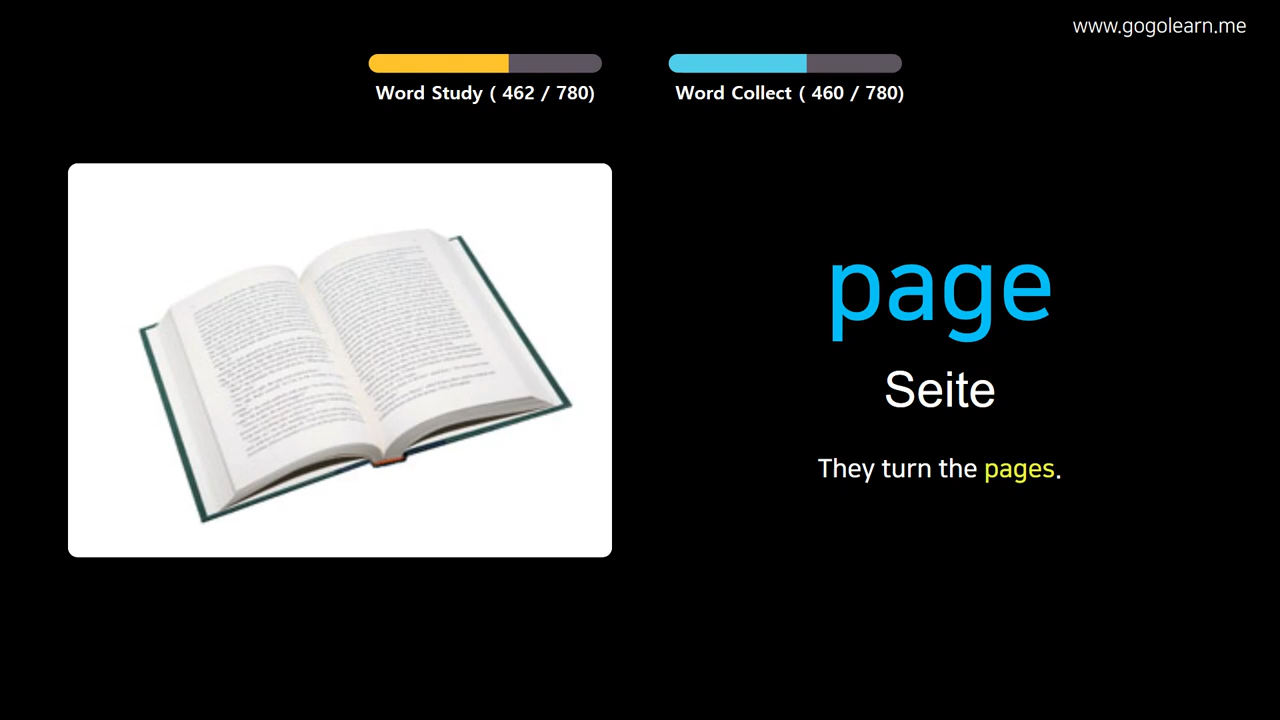 www.gogolearn.me
Word Study ( 462 / 780)
Word Collect ( 460 / 780)
page
Seite
They turn the pages.